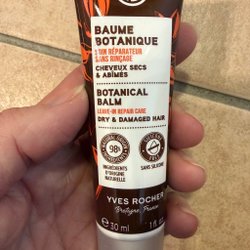 BAUME
BOTANIQUE
SOIN RÉPARATEUR
SANS RINÇAGE
CHEVEUX SECS
& ABÎMÉS
BOTANICAL
BALM
LEAVE-IN REPAIR CARE
DRY & DAMAGED HAIR
98%
INGRÉDIENTS
D'ORIGINE
NATURELLE
SANS
SILICONE
YVES ROCHER
Bretagne, France
e 30 ml
1 fl. oz